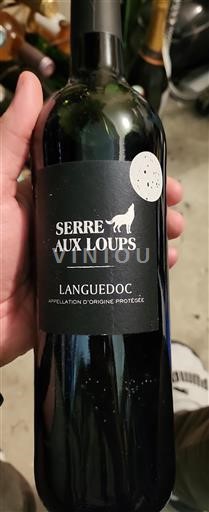 SERRE
AUX LOUPS
VINIOU
LANGUEDOC
APPELLATION D'ORIGINE PROTÉGÉE